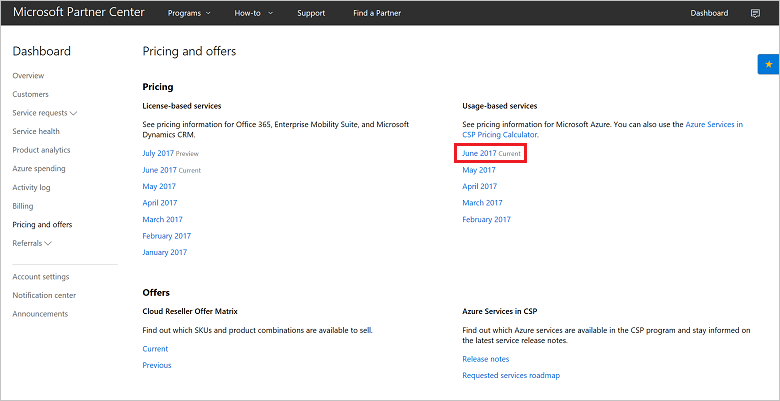 Microsoft Partner Center
Programs
How-to
Support
Find a Partner
Dashboard
Dashboard
Overview
Customers
Service requests
Service health
Product analytics
Azure spending
Activity log
Billing
Pricing and offers
Referrals
Account settings
Notification center
Announcements
Pricing and offers
Pricing
License-based services
See pricing information for Office 365, Enterprise Mobility Suite, and Microsoft
Dynamics CRM.
July 2017 Preview
June 2017 Current
May 2017
April 2017
March 2017
February 2017
January 2017
Usage-based services
See pricing information for Microsoft Azure. You can also use the Azure Services in
CSP Pricing Calculator.
June 2017 Current
May 2017
April 2017
March 2017
February 2017
Offers
Cloud Reseller Offer Matrix
Find out which SKUs and product combinations are available to sell.
Current
Previous
Azure Services in CSP
Find out which Azure services are available in the CSP program and stay informed on
the latest service release notes.
Release notes
Requested services roadmap